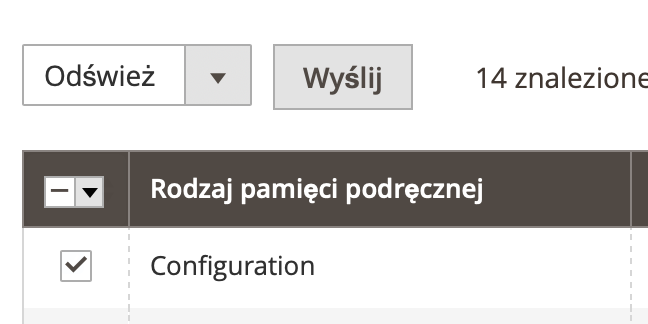 Odśwież
Wyślij
14 znalezione
Rodzaj pamięci podręcznej
Configuration